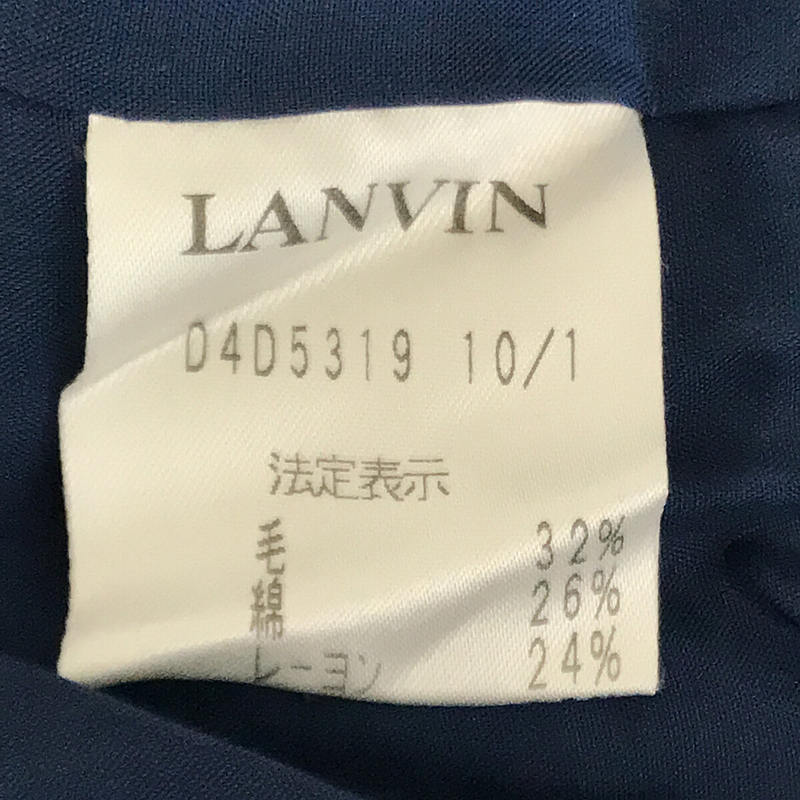 LANVIN
D4D5319 10/1
法定表示
毛 32%
綿 26%
レーヨン 24%